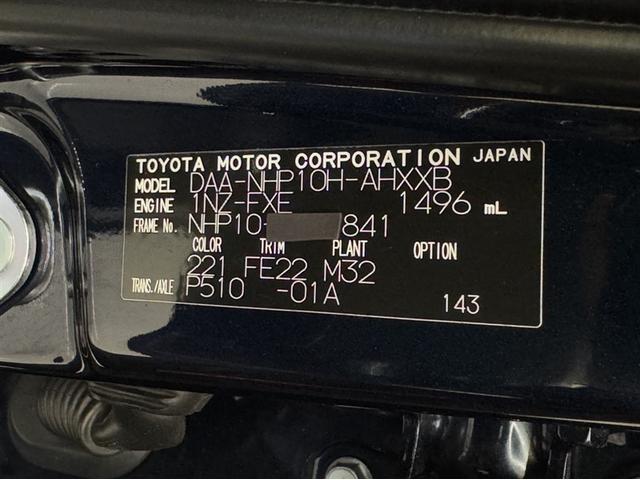 TOYOTA MOTOR CORPORATION JAPAN
MODEL DAA-NHP10H-AHXXB
ENGINE 1NZ-FXE 1496 mL
FRAME No. NHP10- 841
COLOR TRIM PLANT OPTION
221 FE22 M32
TRANS./AXLE P510 -01A 143